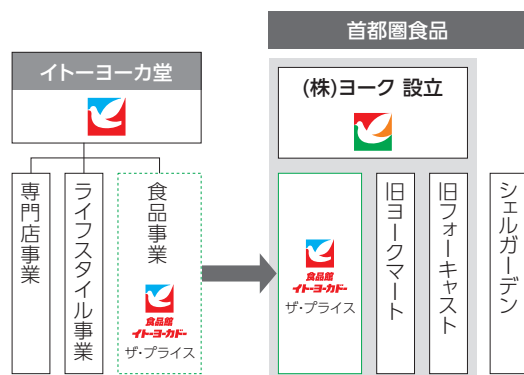 首都圏食品
イトーヨーカ堂
(株)ヨーク 設立
専門店事業
ライフスタイル事業
食品事業
食品館
イトーヨーカドー
ザ・プライス
食品館
イトーヨーカドー
ザ・プライス
旧ヨークマート
旧フォーキャスト
シェルガーデン